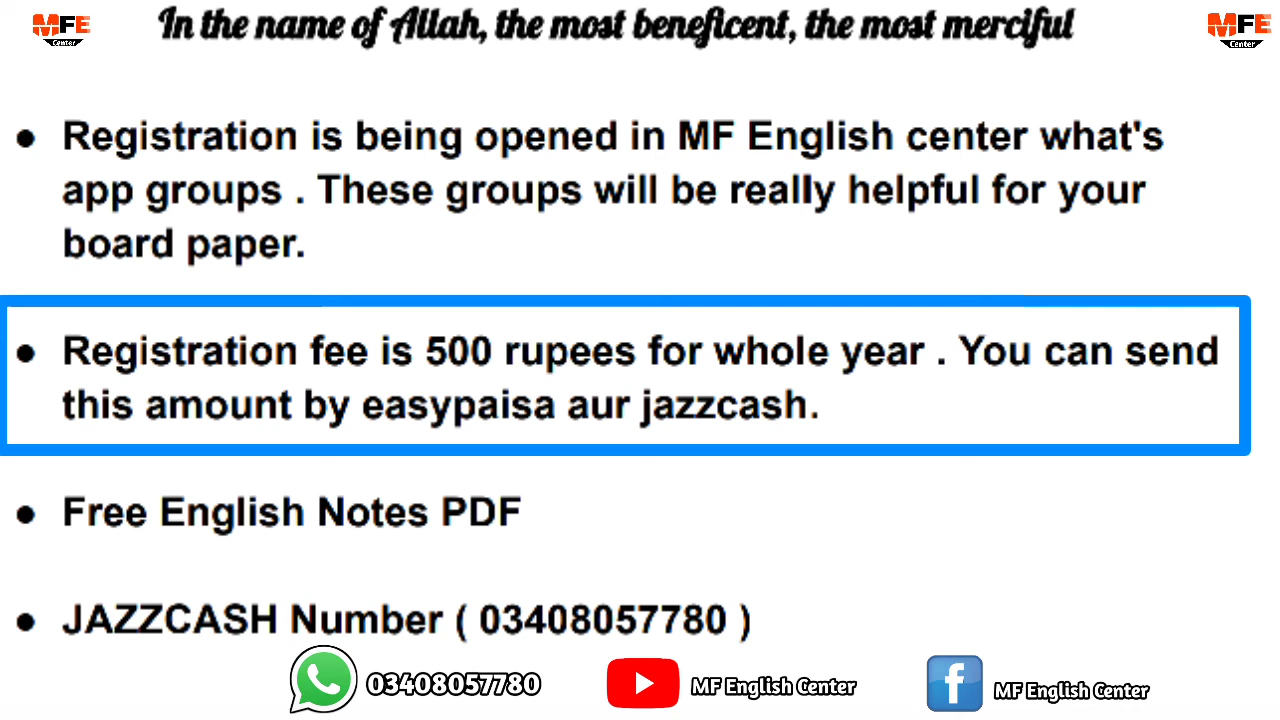 MFE
Center
In the name of Allah, the most beneficent, the most merciful
MFE
Center
● Registration is being opened in MF English center what's
app groups . These groups will be really helpful for your
board paper.
● Registration fee is 500 rupees for whole year . You can send
this amount by easypaisa aur jazzcash.
● Free English Notes PDF
● JAZZCASH Number ( 03408057780 )
03408057780
MF English Center
MF English Center